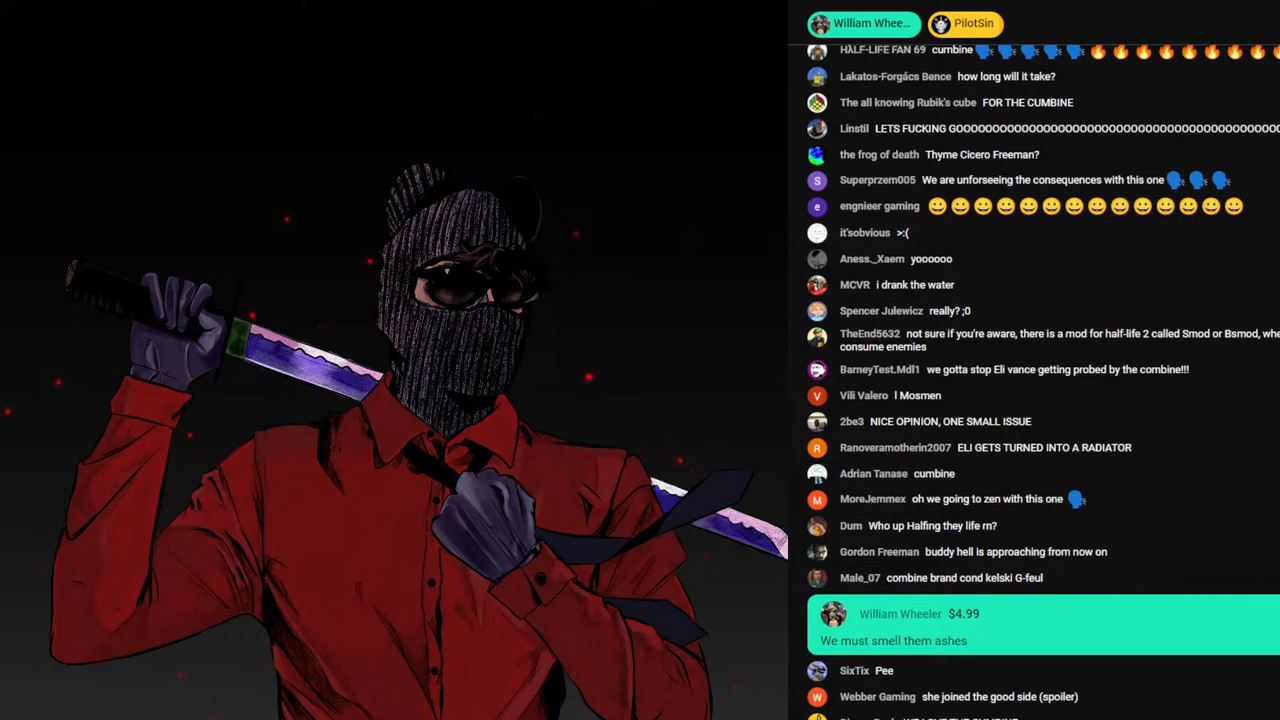 William Whee... PilotSin
HλLF-LIFE FAN 69 cumbine 🗣🗣🗣🗣🗣🔥🔥🔥🔥🔥🔥🔥🔥
Lakatos-Forgács Bence how long will it take?
The all knowing Rubik's cube FOR THE CUMBINE
Linstil LETS FUCKING GOOOOOOOOOOOOOOOOOOOOOOOOOOOOOOOOOOOOOOOOOOOO
the frog of death Thyme Cicero Freeman?
S Superprzem005 We are unforseeing the consequences with this one 🗣🗣🗣
e engnieer gaming 😀😀😀😀😀😀😀😀😀😀😀😀😀😀
it'sobvious >:(
Aness._Xaem yoooooo
MCVR i drank the water
Spencer Julewicz really? ;0
TheEnd5632 not sure if you're aware, there is a mod for half-life 2 called Smod or Bsmod,
consume enemies
BarneyTest.Mdl1 we gotta stop Eli vance getting probed by the combine!!!
V Vili Valero I Mosmen
2be3 NICE OPINION, ONE SMALL ISSUE
R Ranoveramotherin2007 ELI GETS TURNED INTO A RADIATOR
Adrian Tanase cumbine
M MoreJemmex oh we going to zen with this one 🗣
Dum Who up Halfing they life rn?
Gordon Freeman buddy hell is approaching from now on
Male_07 combine brand cond kelski G-feul
William Wheeler $4.99
We must smell them ashes
SixTix Pee
W Webber Gaming she joined the good side (spoiler)